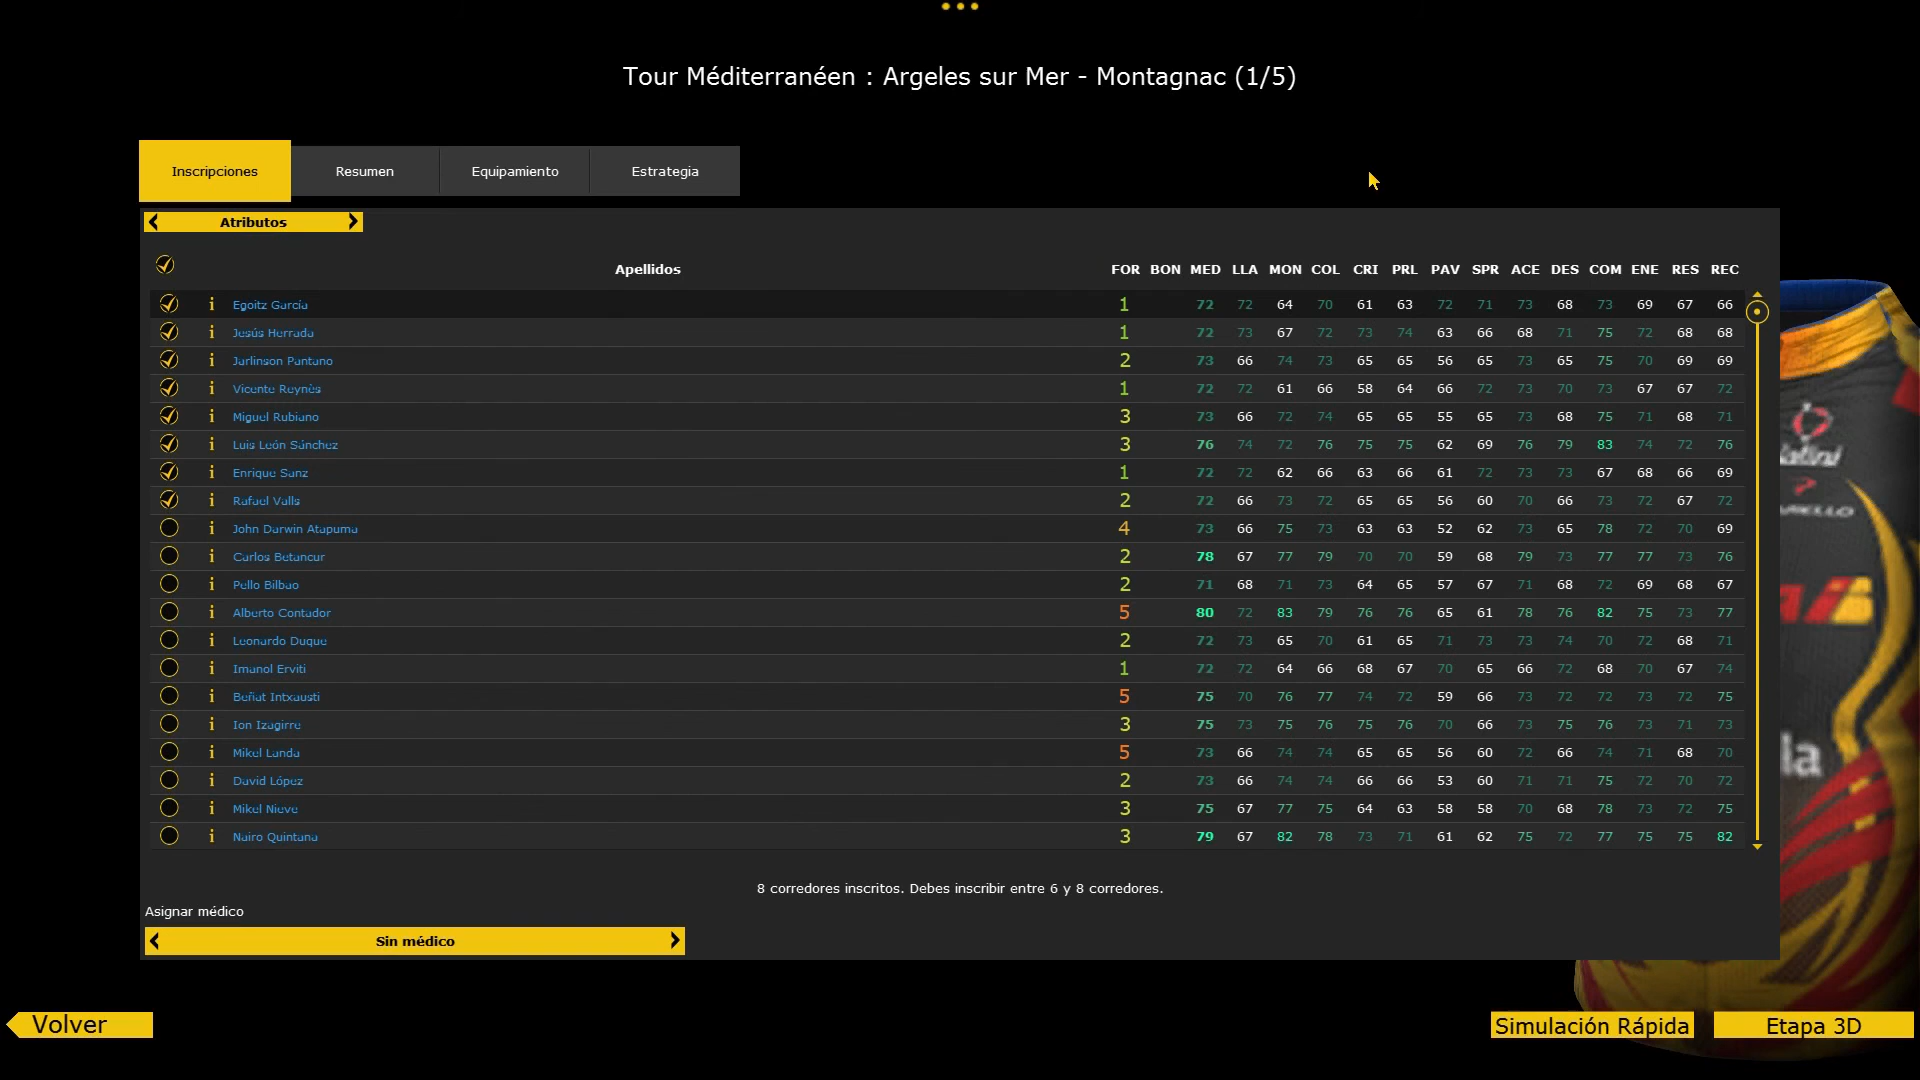 Tour Méditerranéen : Argeles sur Mer - Montagnac (1/5)
Inscripciones Resumen Equipamiento Estrategia
Atributos
Apellidos FOR BON MED LLA MON COL CRI PRL PAV SPR ACE DES COM ENE RES REC
i Egoitz García 1 72 72 64 70 61 63 72 71 73 68 73 69 67 66
i Jesús Herrada 1 72 73 67 72 73 74 63 66 68 71 75 72 68 68
i Jarlinson Pantano 2 73 66 74 73 65 65 56 65 73 65 75 70 69 69
i Vicente Reynès 1 72 72 61 66 58 64 66 72 73 70 73 67 67 72
i Miguel Rubiano 3 73 66 72 74 65 65 55 65 73 68 75 71 68 71
i Luis León Sánchez 3 76 74 72 76 75 75 62 69 76 79 83 74 72 76
i Enrique Sanz 1 72 72 62 66 63 66 61 72 73 73 67 68 66 69
i Rafael Valls 2 72 66 73 72 65 65 56 60 70 66 73 72 67 72
i John Darwin Atapuma 4 73 66 75 73 63 63 52 62 73 65 78 72 70 69
i Carlos Betancur 2 78 67 77 79 70 70 59 68 79 73 77 77 73 76
i Pello Bilbao 2 71 68 71 73 64 65 57 67 71 68 72 69 68 67
i Alberto Contador 5 80 72 83 79 76 76 65 61 78 76 82 75 73 77
i Leonardo Duque 2 72 73 65 70 61 65 71 73 73 74 70 72 68 71
i Imanol Erviti 1 72 72 64 66 68 67 70 65 66 72 68 70 67 74
i Beñat Intxausti 5 75 70 76 77 74 72 59 66 73 72 72 73 72 75
i Ion Izagirre 3 75 73 75 76 75 76 70 66 73 75 76 73 71 73
i Mikel Landa 5 73 66 74 74 65 65 56 60 72 66 74 71 68 70
i David López 2 73 66 74 74 66 66 53 60 71 71 75 72 70 72
i Mikel Nieve 3 75 67 77 75 64 63 58 58 70 68 78 73 72 75
i Nairo Quintana 3 79 67 82 78 73 71 61 62 75 72 77 75 75 82
8 corredores inscritos. Debes inscribir entre 6 y 8 corredores.
Asignar médico
Sin médico
Volver Simulación Rápida Etapa 3D